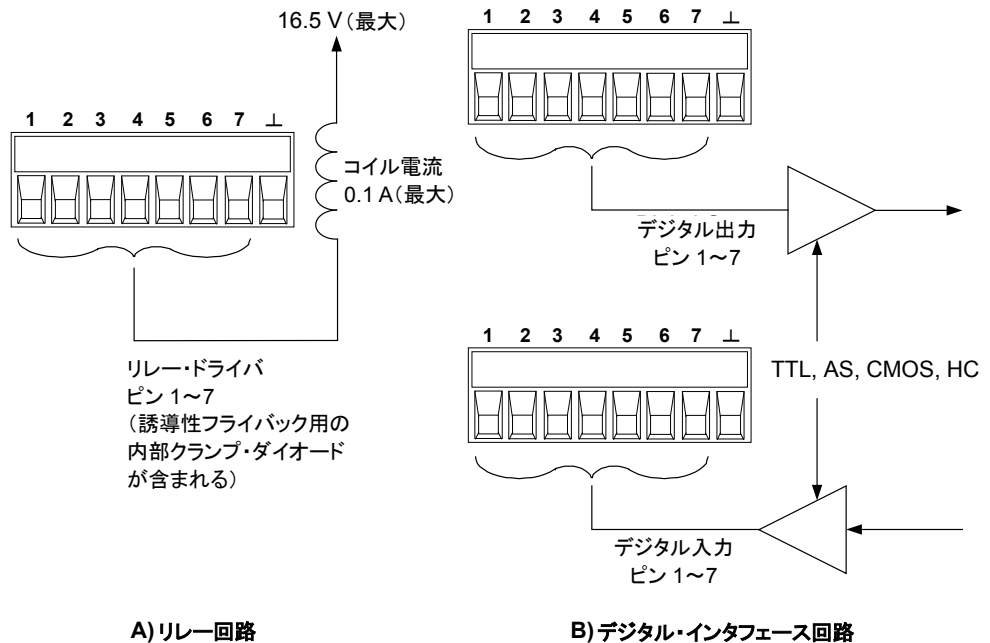 16.5 V（最大）
1 2 3 4 5 6 7 ⊥
コイル電流
0.1 A（最大）
リレー・ドライバ
ピン 1～7
（誘導性フライバック用の
内部クランプ・ダイオード
が含まれる）
A) リレー回路
1 2 3 4 5 6 7 ⊥
デジタル出力
ピン 1～7
1 2 3 4 5 6 7 ⊥
TTL, AS, CMOS, HC
デジタル入力
ピン 1～7
B) デジタル・インタフェース回路